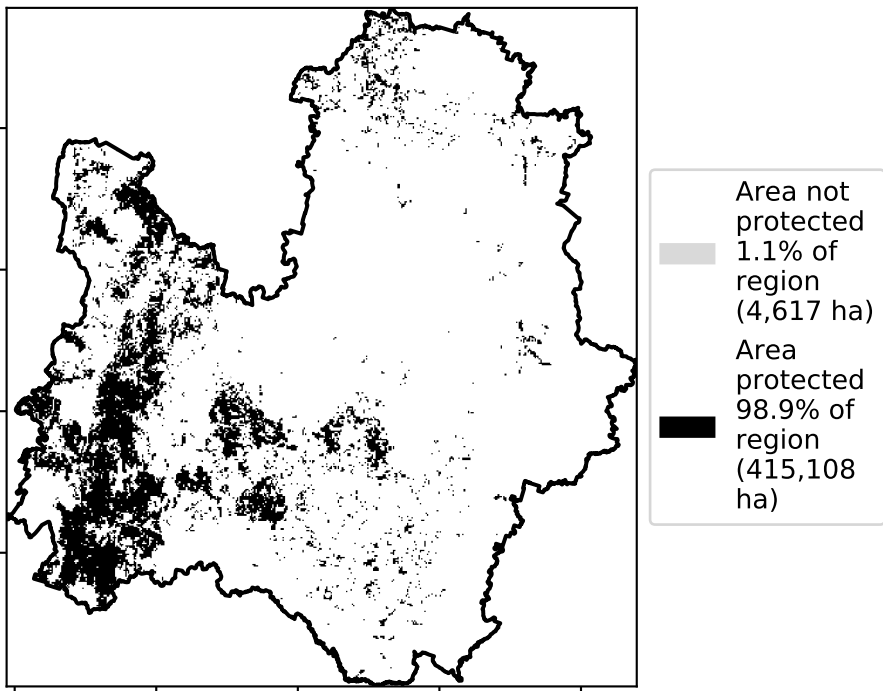 Area not
protected
1.1% of
region
(4,617 ha)
Area
protected
98.9% of
region
(415,108
ha)